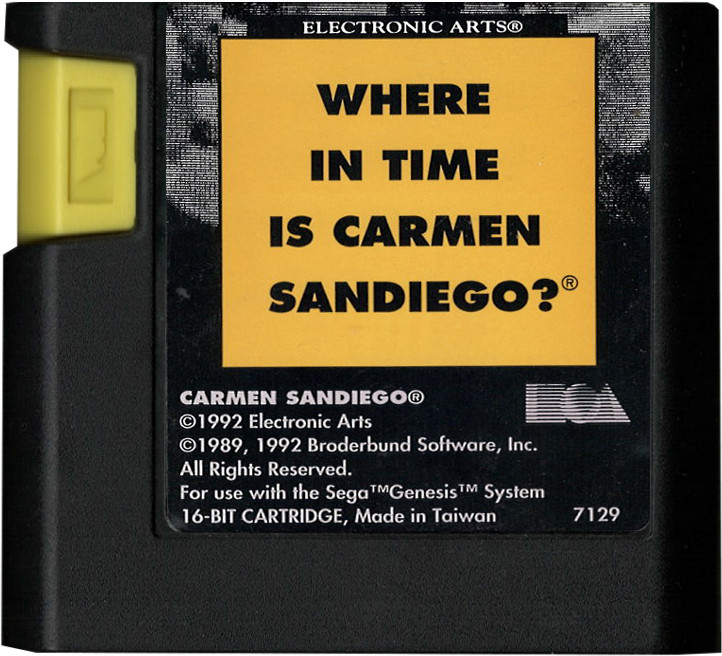 ELECTRONIC ARTS®
WHERE
IN TIME
IS CARMEN
SANDIEGO?®
CARMEN SANDIEGO®
EA
©1992 Electronic Arts
©1989, 1992 Broderbund Software, Inc.
All Rights Reserved.
For use with the Sega™Genesis™ System
16-BIT CARTRIDGE, Made in Taiwan 7129